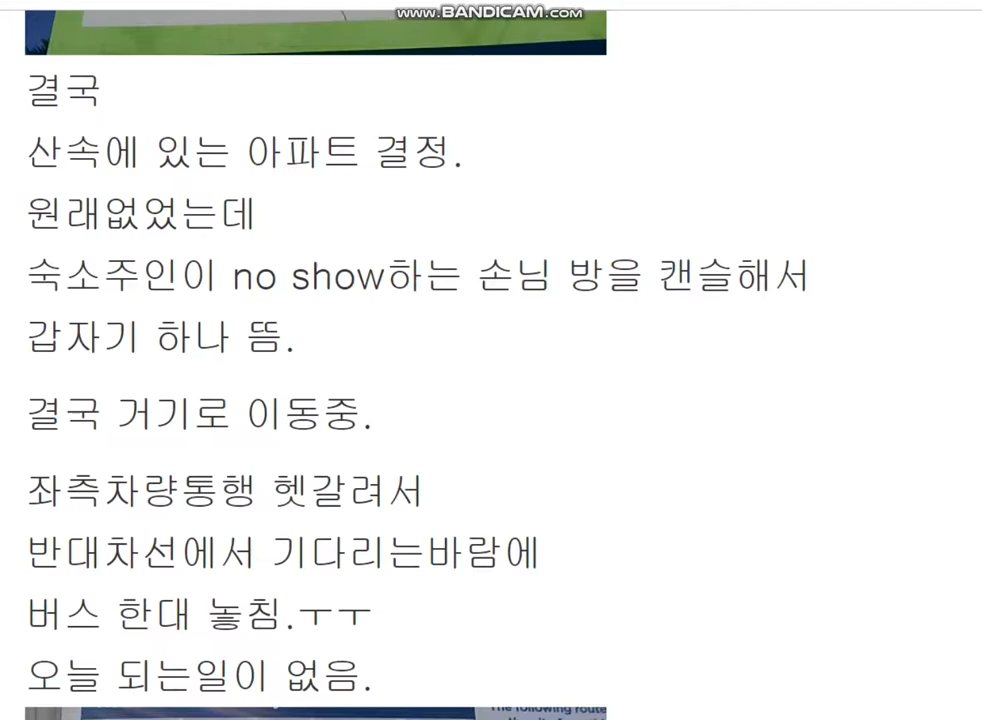 www.BANDICAM.com
결국
산속에 있는 아파트 결정.
원래없었는데
숙소주인이 no show하는 손님 방을 캔슬해서
갑자기 하나 뜸.
결국 거기로 이동중.
좌측차량통행 헷갈려서
반대차선에서 기다리는바람에
버스 한대 놓침.ㅜㅜ
오늘 되는일이 없음.
The following route